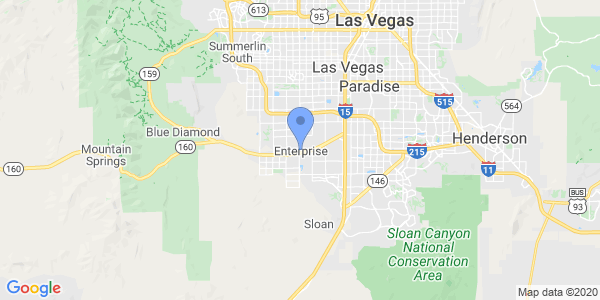 613
95
Las Vegas
Summerlin
South
Las Vegas
159
Paradise
515
15
564
Blue Diamond
160
Mountain
Springs
160
Enterprise
215
Henderson
11
146
BUS
93
Sloan
Sloan Canyon
National
Conservation
Area
Google
Map data ©2020